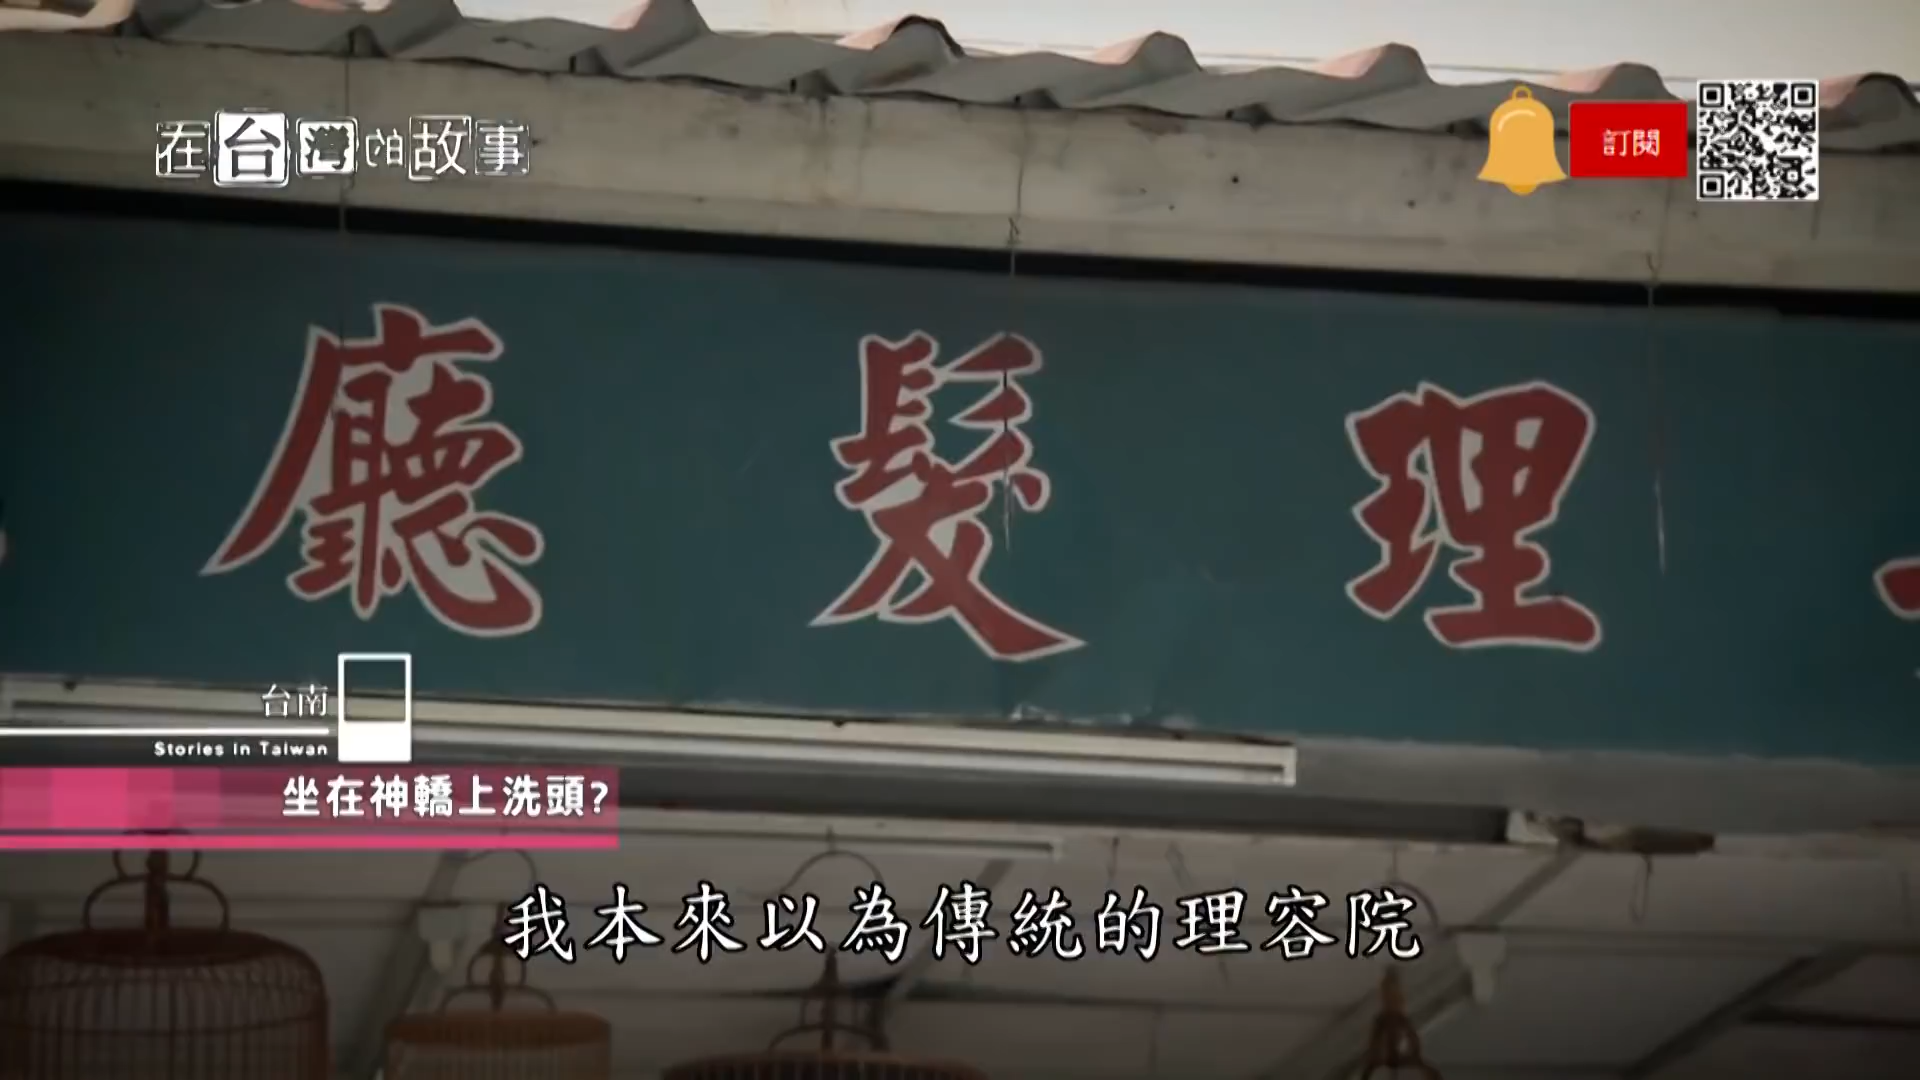 在台灣的故事
訂閱
廳髮理
台南
Stories in Taiwan
坐在神轎上洗頭?
我本來以為傳統的理容院